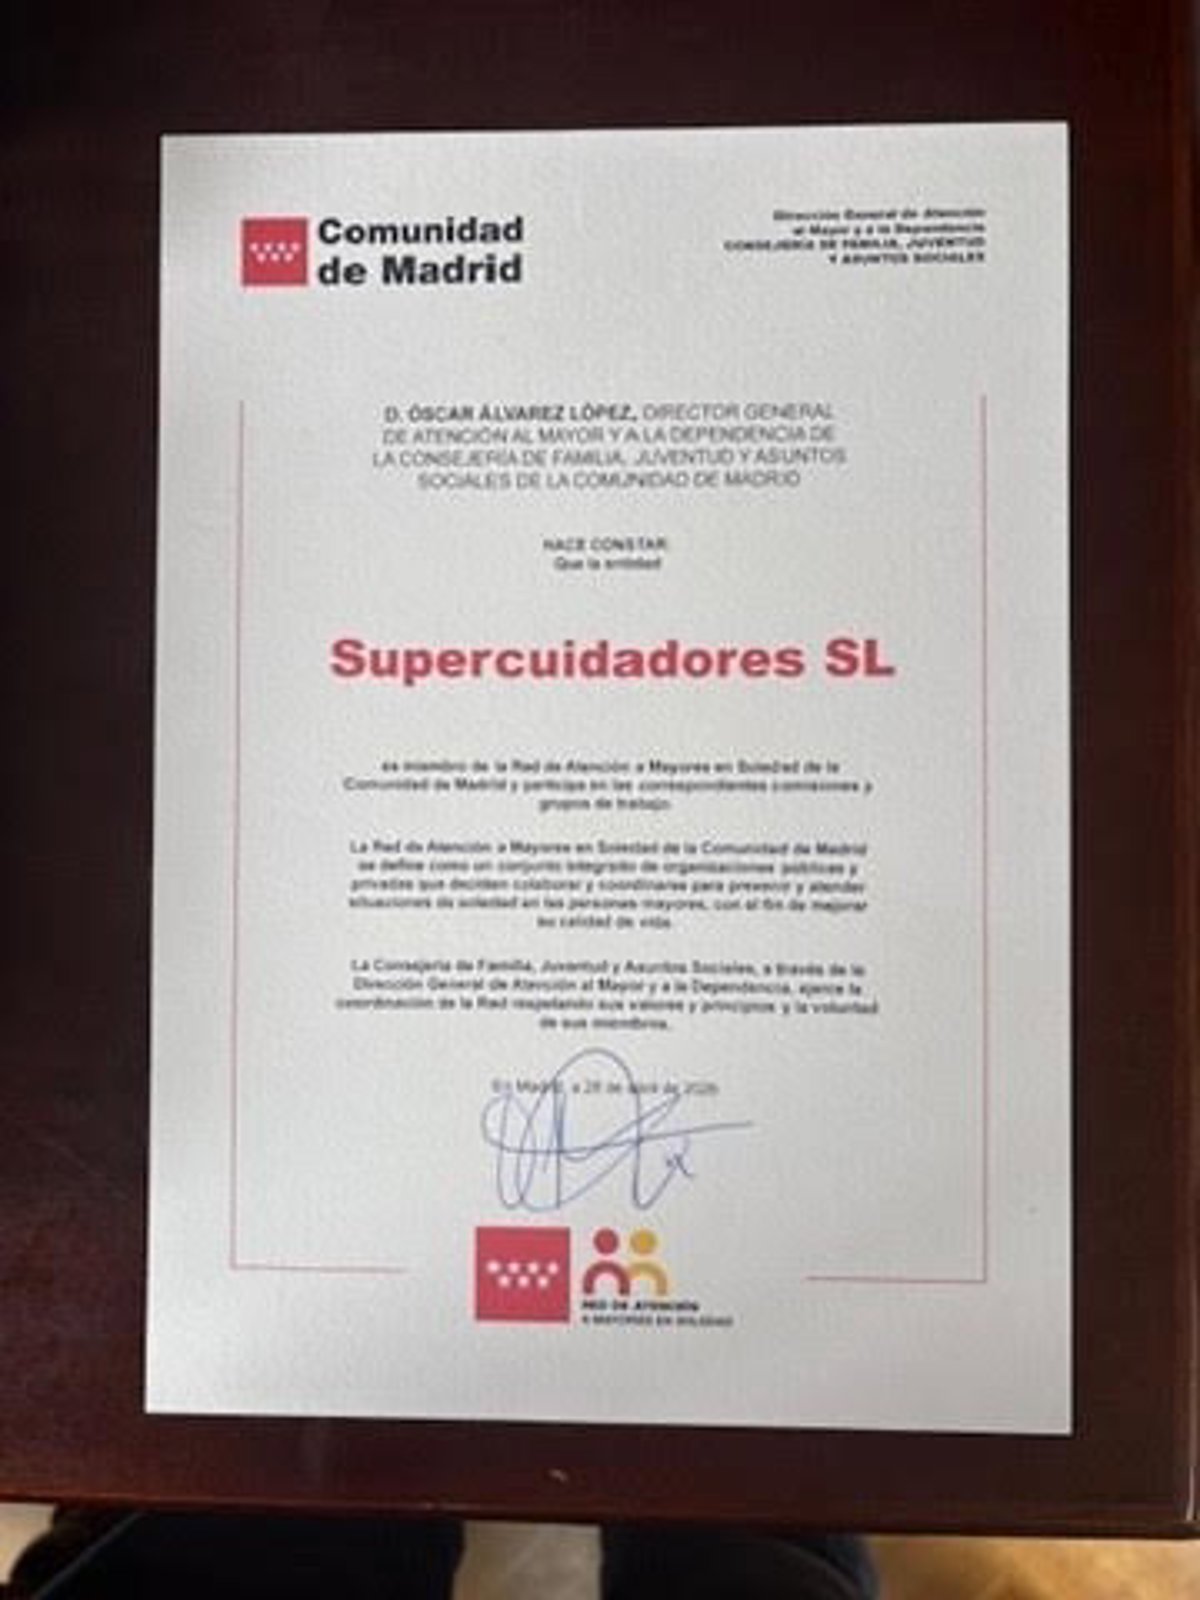 Comunidad
de Madrid
Dirección General de Atención
al Mayor y a la Dependencia
CONSEJERÍA DE FAMILIA, JUVENTUD
Y ASUNTOS SOCIALES
D. ÓSCAR ÁLVAREZ LÓPEZ, DIRECTOR GENERAL
DE ATENCIÓN AL MAYOR Y A LA DEPENDENCIA DE
LA CONSEJERÍA DE FAMILIA, JUVENTUD Y ASUNTOS
SOCIALES DE LA COMUNIDAD DE MADRID
HACE CONSTAR
Que la entidad
Supercuidadores SL
es miembro de la Red de Atención a Mayores en Soledad de la
Comunidad de Madrid y participa en las correspondientes comisiones y
grupos de trabajo.
La Red de Atención a Mayores en Soledad de la Comunidad de Madrid
se define como un conjunto integrado de organizaciones públicas y
privadas que deciden colaborar y coordinarse para prevenir y atender
situaciones de soledad en las personas mayores, con el fin de mejorar
su calidad de vida.
La Consejería de Familia, Juventud y Asuntos Sociales, a través de la
Dirección General de Atención al Mayor y a la Dependencia, ejerce la
coordinación de la Red respetando sus valores y principios y la voluntad
de sus miembros.
En Madrid, a 28 de abril de
RED DE ATENCIÓN
A MAYORES EN SOLEDAD